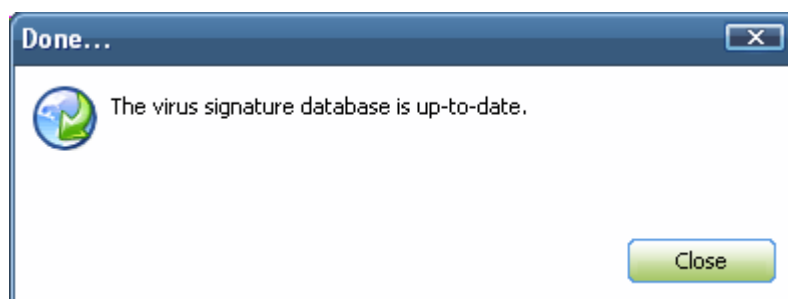 Done...
The virus signature database is up-to-date.
Close